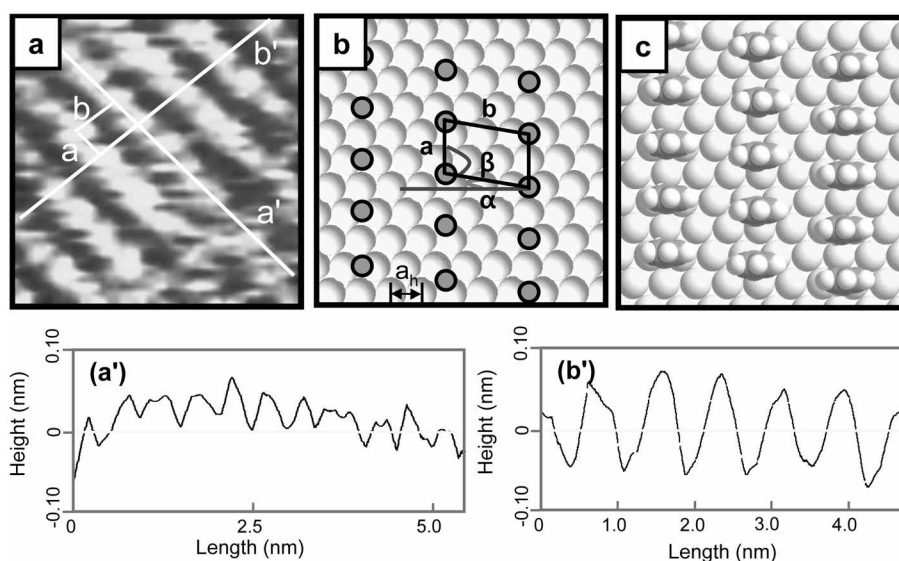 a
b'
b
a
a'
b
b
a
β
α
aₕ
c
0.10
0
-0.10
Height (nm)
(a')
0
2.5
5.0
Length (nm)
0.10
0
-0.10
Height (nm)
(b')
0
1.0
2.0
3.0
4.0
Length (nm)